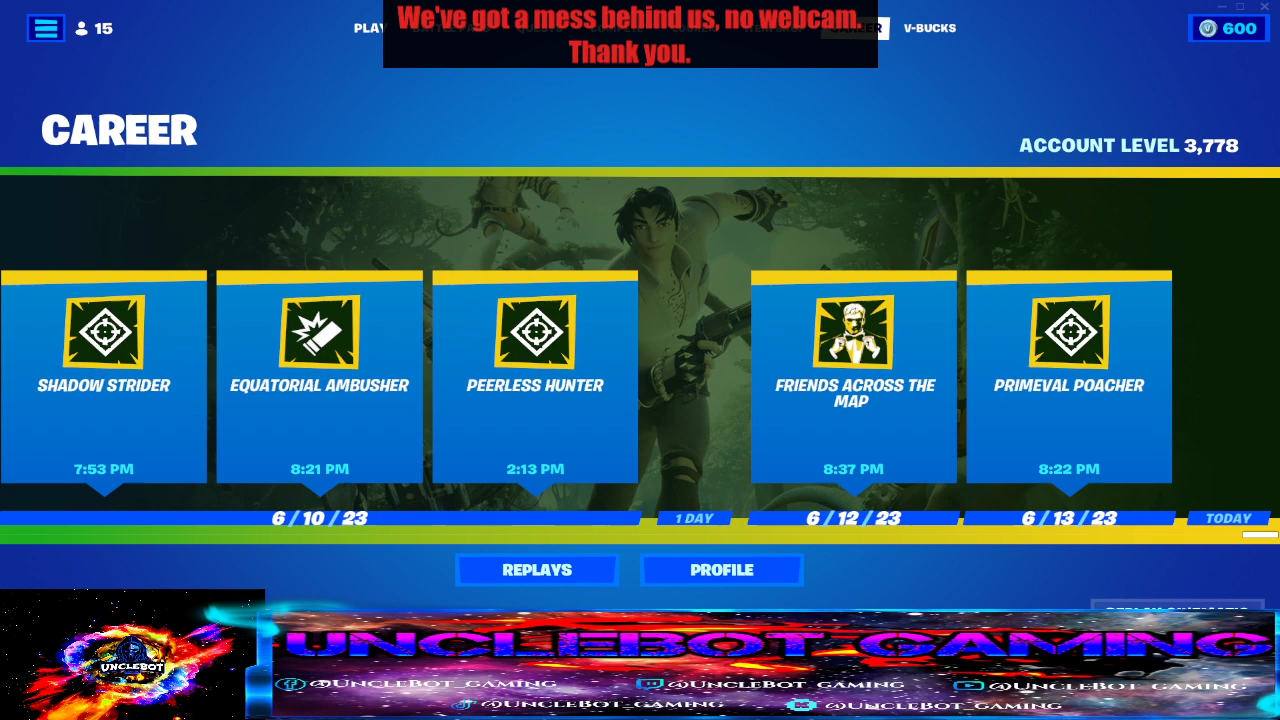 We've got a mess behind us, no webcam.
Thank you.
15
PLAY
CAREER
V-BUCKS
600
CAREER
ACCOUNT LEVEL 3,778
SHADOW STRIDER
EQUATORIAL AMBUSHER
PEERLESS HUNTER
FRIENDS ACROSS THE
MAP
PRIMEVAL POACHER
7:53 PM
8:21 PM
2:13 PM
8:37 PM
8:22 PM
6/10/23
1 DAY
6/12/23
6/13/23
TODAY
REPLAYS
PROFILE
UNCLEBOT GAMING
UNCLEBOT
@UncleBot_Gaming
@UncleBot_Gaming
@UncleBot_Gaming
@UncleBot_Gaming
@UncleBot_Gaming